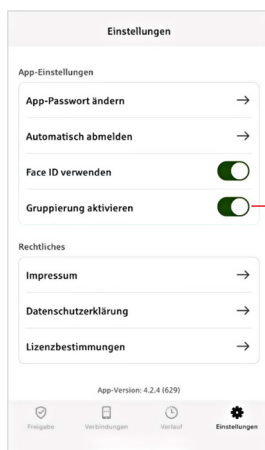 Einstellungen
App-Einstellungen
App-Passwort ändern
Automatisch abmelden
Face ID verwenden
Gruppierung aktivieren
Rechtliches
Impressum
Datenschutzerklärung
Lizenzbestimmungen
App-Version: 4.2.4 (629)
Freigabe Verbindungen Verlauf Einstellungen